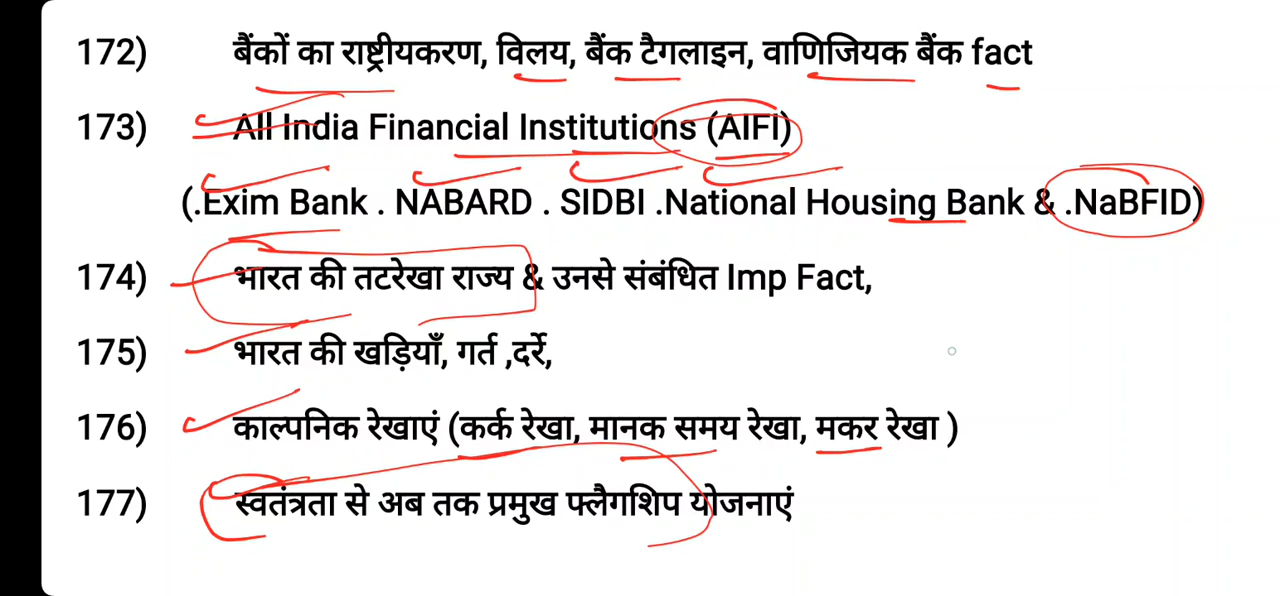 172) बैंकों का राष्ट्रीयकरण, विलय, बैंक टैगलाइन, वाणिजियक बैंक fact
173) All India Financial Institutions (AIFI)
(.Exim Bank . NABARD . SIDBI .National Housing Bank & .NaBFID)
174) भारत की तटरेखा राज्य & उनसे संबंधित Imp Fact,
175) भारत की खड़ियाँ, गर्त ,दर्रे,
176) काल्पनिक रेखाएं (कर्क रेखा, मानक समय रेखा, मकर रेखा )
177) स्वतंत्रता से अब तक प्रमुख फ्लैगशिप योजनाएं